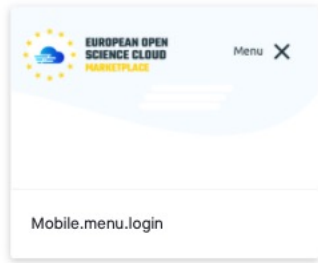 EUROPEAN OPEN
SCIENCE CLOUD
MARKETPLACE
Menu
Mobile.menu.login